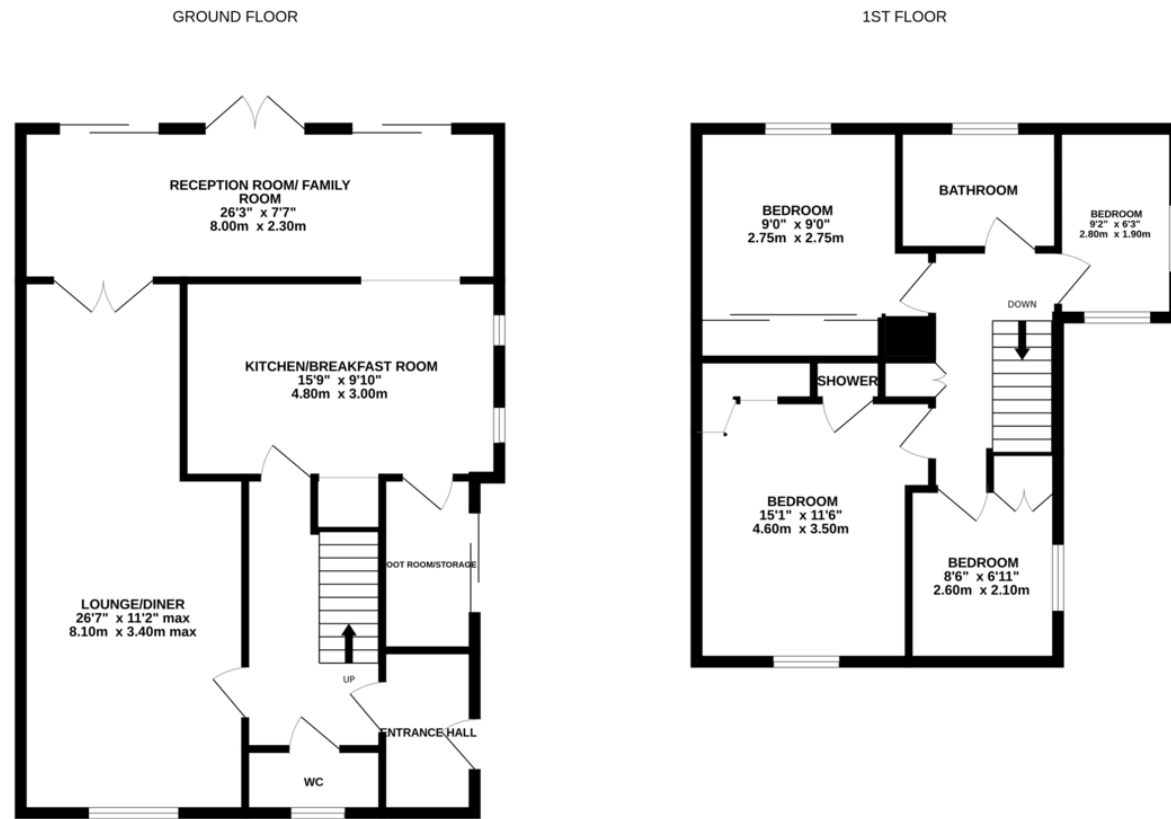 GROUND FLOOR
RECEPTION ROOM/ FAMILY
ROOM
26'3" x 7'7"
8.00m x 2.30m
KITCHEN/BREAKFAST ROOM
15'9" x 9'10"
4.80m x 3.00m
OOT ROOM/STORAGE
LOUNGE/DINER
26'7" x 11'2" max
8.10m x 3.40m max
UP
ENTRANCE HALL
WC
1ST FLOOR
BEDROOM
9'0" x 9'0"
2.75m x 2.75m
BATHROOM
BEDROOM
9'2" x 6'3"
2.80m x 1.90m
DOWN
SHOWER
BEDROOM
15'1" x 11'6"
4.60m x 3.50m
BEDROOM
8'6" x 6'11"
2.60m x 2.10m